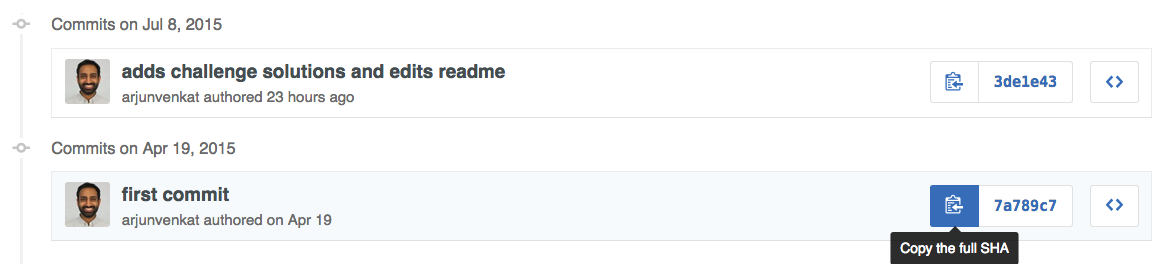 Commits on Jul 8, 2015
adds challenge solutions and edits readme
arjunvenkat authored 23 hours ago
3de1e43
Commits on Apr 19, 2015
first commit
arjunvenkat authored on Apr 19
7a789c7
Copy the full SHA